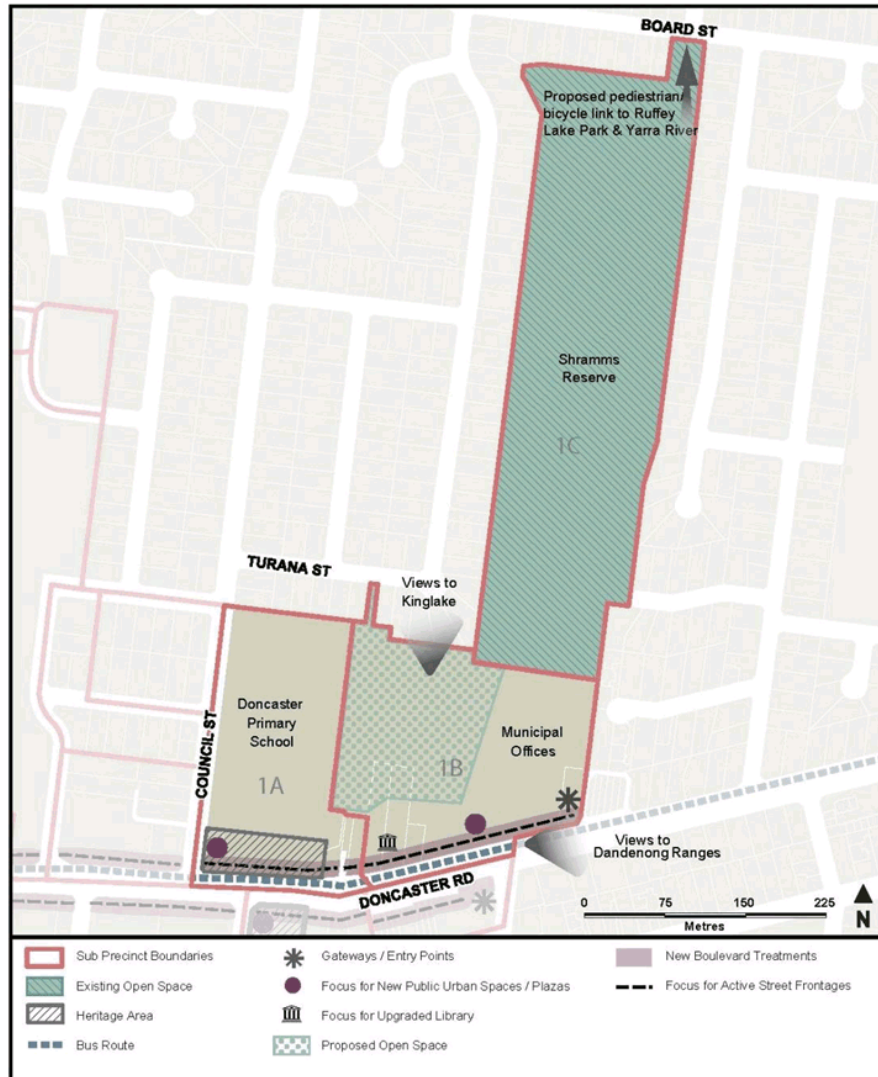 BOARD ST
Proposed pedestrian/
bicycle link to Ruffey
Lake Park & Yarra River
Shramms
Reserve
1C
TURANA ST
Views to
Kinglake
COUNCIL ST
Doncaster
Primary
School
1A
Municipal
Offices
1B
Views to
Dandenong Ranges
DONCASTER RD
0 75 150 225
Metres
N
Sub Precinct Boundaries
Existing Open Space
Heritage Area
Bus Route
Gateways / Entry Points
Focus for New Public Urban Spaces / Plazas
Focus for Upgraded Library
Proposed Open Space
New Boulevard Treatments
Focus for Active Street Frontages